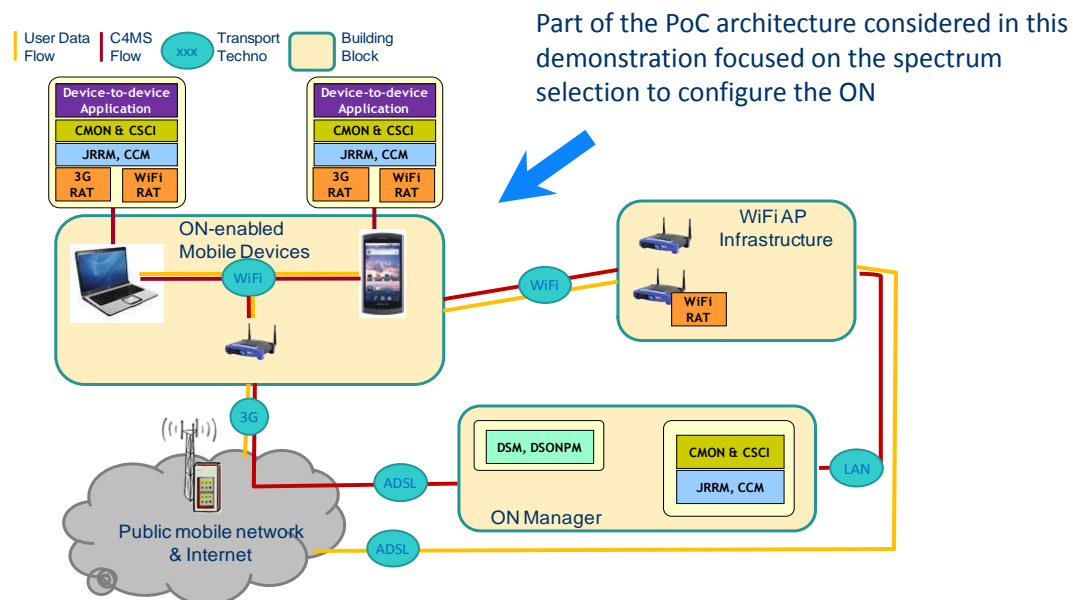 Part of the PoC architecture considered in this
demonstration focused on the spectrum
selection to configure the ON
User Data
Flow
C4MS
Flow
xxx
Transport
Techno
Building
Block
Device-to-device
Application
CMON & CSCI
JRRM, CCM
3G
RAT
WiFi
RAT
Device-to-device
Application
CMON & CSCI
JRRM, CCM
3G
RAT
WiFi
RAT
ON-enabled
Mobile Devices
WiFi
WiFi
WiFi AP
Infrastructure
WiFi
RAT
3G
DSM, DSONPM
CMON & CSCI
JRRM, CCM
LAN
ADSL
ON Manager
Public mobile network
& Internet
ADSL